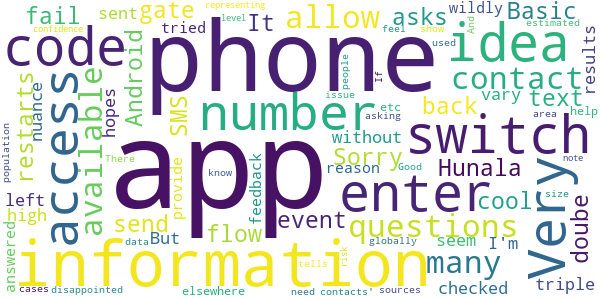 fail
sent
gate
allow
asks
wildly
Basic
level
estimated
confidence
representing
It
tried
feel
show
used
And
code
phone
idea
Android
SMS
people
If
contact
results
nuance
hopes
number
issue
etc
back
vary
text
restarts
access
available
asking
area
help
without
switch
app
Sorry
reason
Hunala
Very
population
There
provide
know
feedback
Good
enter
size
note
left
event
cool
doube
high
send
flow
questions
answered
But
seem
I'm
data
globally
information
tells
risk
many
checked
triple
cases
disappointed
elsewhere
need
contacts'
sources